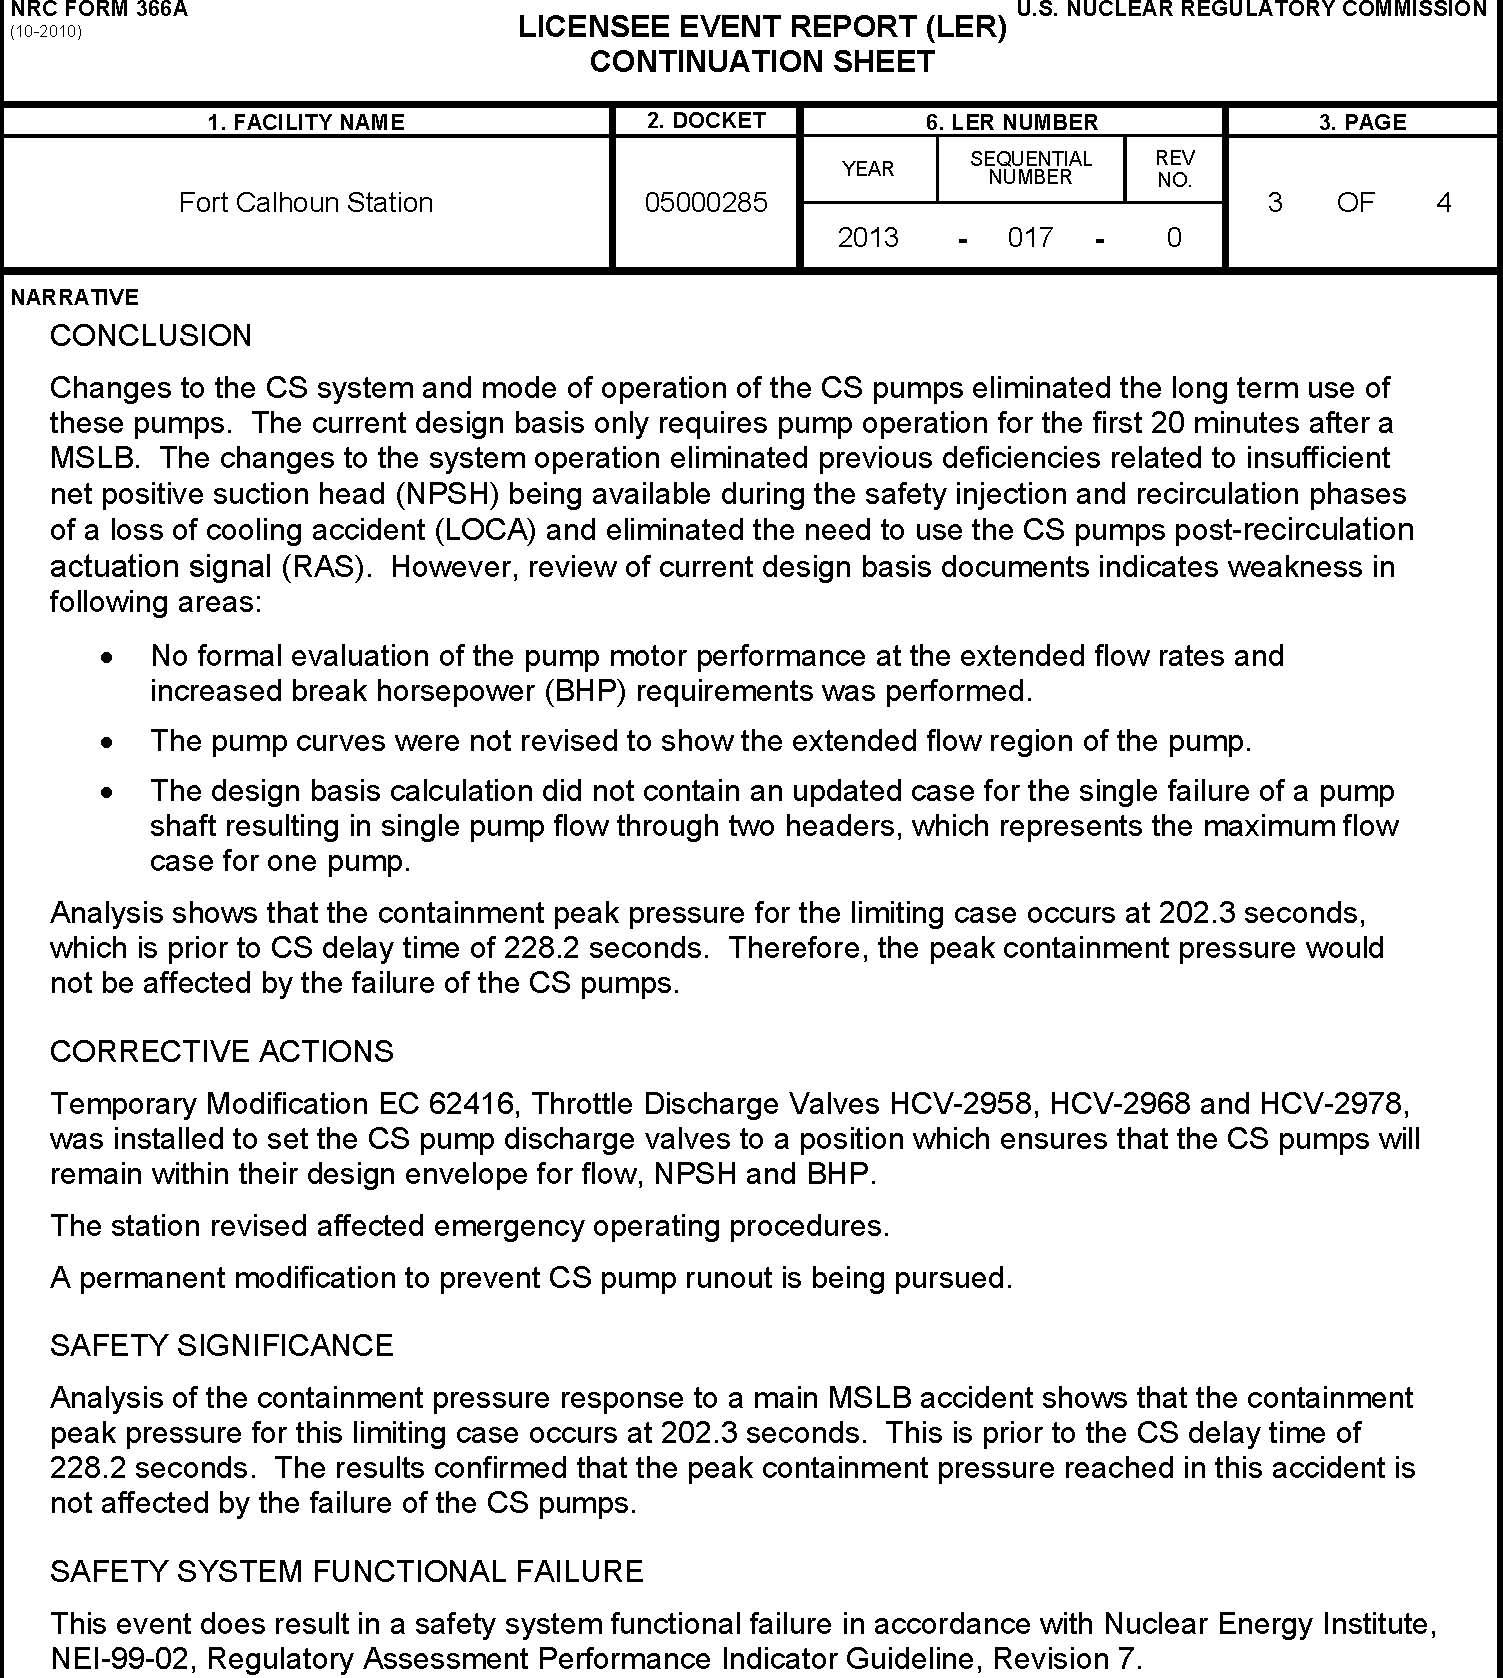 NRC FORM 366A
(10-2010)
U.S. NUCLEAR REGULATORY COMMISSION
LICENSEE EVENT REPORT (LER)
CONTINUATION SHEET
1. FACILITY NAME
2. DOCKET
6. LER NUMBER
3. PAGE
Fort Calhoun Station
05000285
YEAR
SEQUENTIAL
NUMBER
REV
NO.
2013 - 017 - 0
3 OF 4
NARRATIVE
CONCLUSION
Changes to the CS system and mode of operation of the CS pumps eliminated the long term use of
these pumps. The current design basis only requires pump operation for the first 20 minutes after a
MSLB. The changes to the system operation eliminated previous deficiencies related to insufficient
net positive suction head (NPSH) being available during the safety injection and recirculation phases
of a loss of cooling accident (LOCA) and eliminated the need to use the CS pumps post-recirculation
actuation signal (RAS). However, review of current design basis documents indicates weakness in
following areas:
• No formal evaluation of the pump motor performance at the extended flow rates and
increased break horsepower (BHP) requirements was performed.
• The pump curves were not revised to show the extended flow region of the pump.
• The design basis calculation did not contain an updated case for the single failure of a pump
shaft resulting in single pump flow through two headers, which represents the maximum flow
case for one pump.
Analysis shows that the containment peak pressure for the limiting case occurs at 202.3 seconds,
which is prior to CS delay time of 228.2 seconds. Therefore, the peak containment pressure would
not be affected by the failure of the CS pumps.
CORRECTIVE ACTIONS
Temporary Modification EC 62416, Throttle Discharge Valves HCV-2958, HCV-2968 and HCV-2978,
was installed to set the CS pump discharge valves to a position which ensures that the CS pumps will
remain within their design envelope for flow, NPSH and BHP.
The station revised affected emergency operating procedures.
A permanent modification to prevent CS pump runout is being pursued.
SAFETY SIGNIFICANCE
Analysis of the containment pressure response to a main MSLB accident shows that the containment
peak pressure for this limiting case occurs at 202.3 seconds. This is prior to the CS delay time of
228.2 seconds. The results confirmed that the peak containment pressure reached in this accident is
not affected by the failure of the CS pumps.
SAFETY SYSTEM FUNCTIONAL FAILURE
This event does result in a safety system functional failure in accordance with Nuclear Energy Institute,
NEI-99-02, Regulatory Assessment Performance Indicator Guideline, Revision 7.